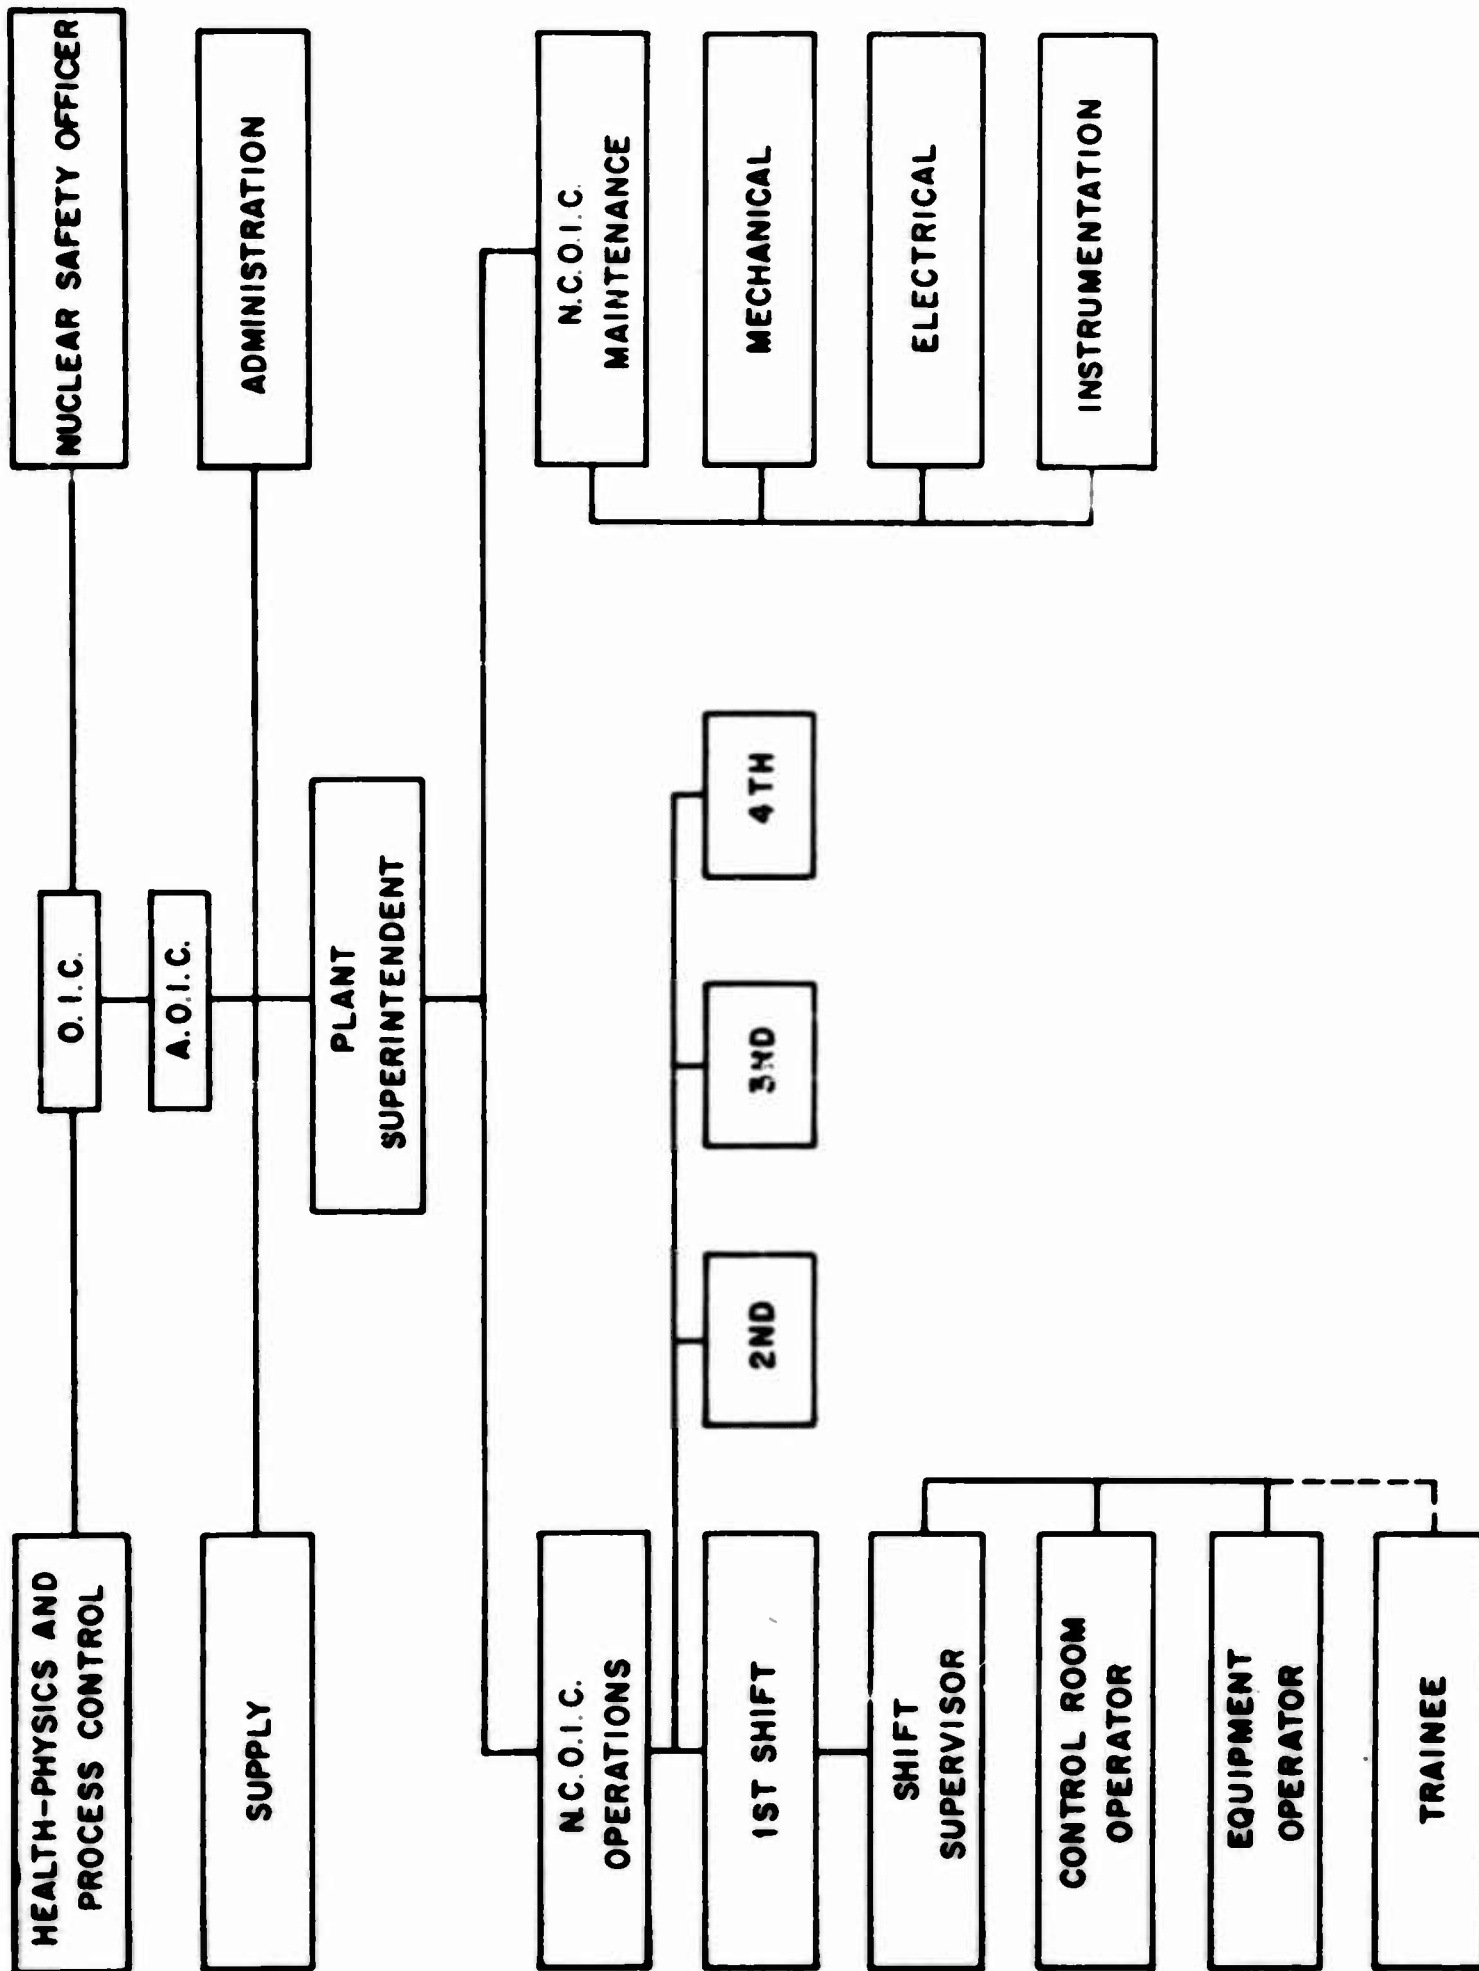 HEALTH-PHYSICS AND
PROCESS CONTROL
O.I.C.
NUCLEAR SAFETY OFFICER
A.O.I.C.
SUPPLY
ADMINISTRATION
PLANT
SUPERINTENDENT
N.C.O.I.C.
OPERATIONS
N.C.O.I.C.
MAINTENANCE
1ST SHIFT
2ND
3RD
4TH
MECHANICAL
SHIFT
SUPERVISOR
ELECTRICAL
CONTROL ROOM
OPERATOR
INSTRUMENTATION
EQUIPMENT
OPERATOR
TRAINEE